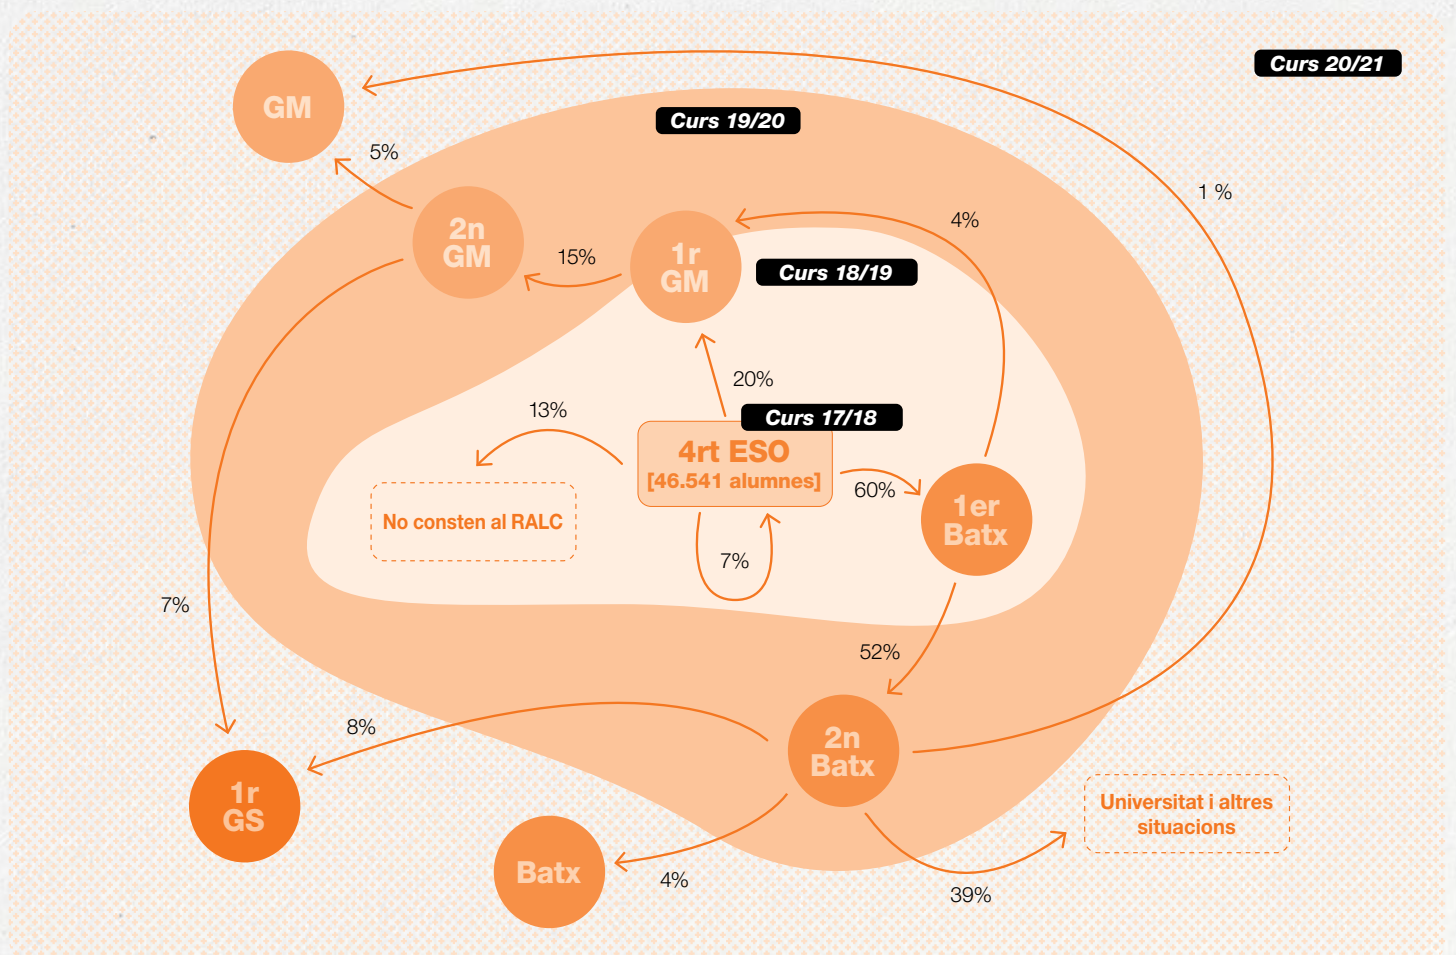 Curs 20/21
GM
Curs 19/20
5%
1 %
2n
GM
4%
15%
1r
GM
Curs 18/19
20%
13%
Curs 17/18
4rt ESO
[46.541 alumnes]
60%
No consten al RALC
1er
Batx
7%
7%
52%
8%
2n
Batx
1r
GS
Universitat i altres
situacions
Batx
4%
39%